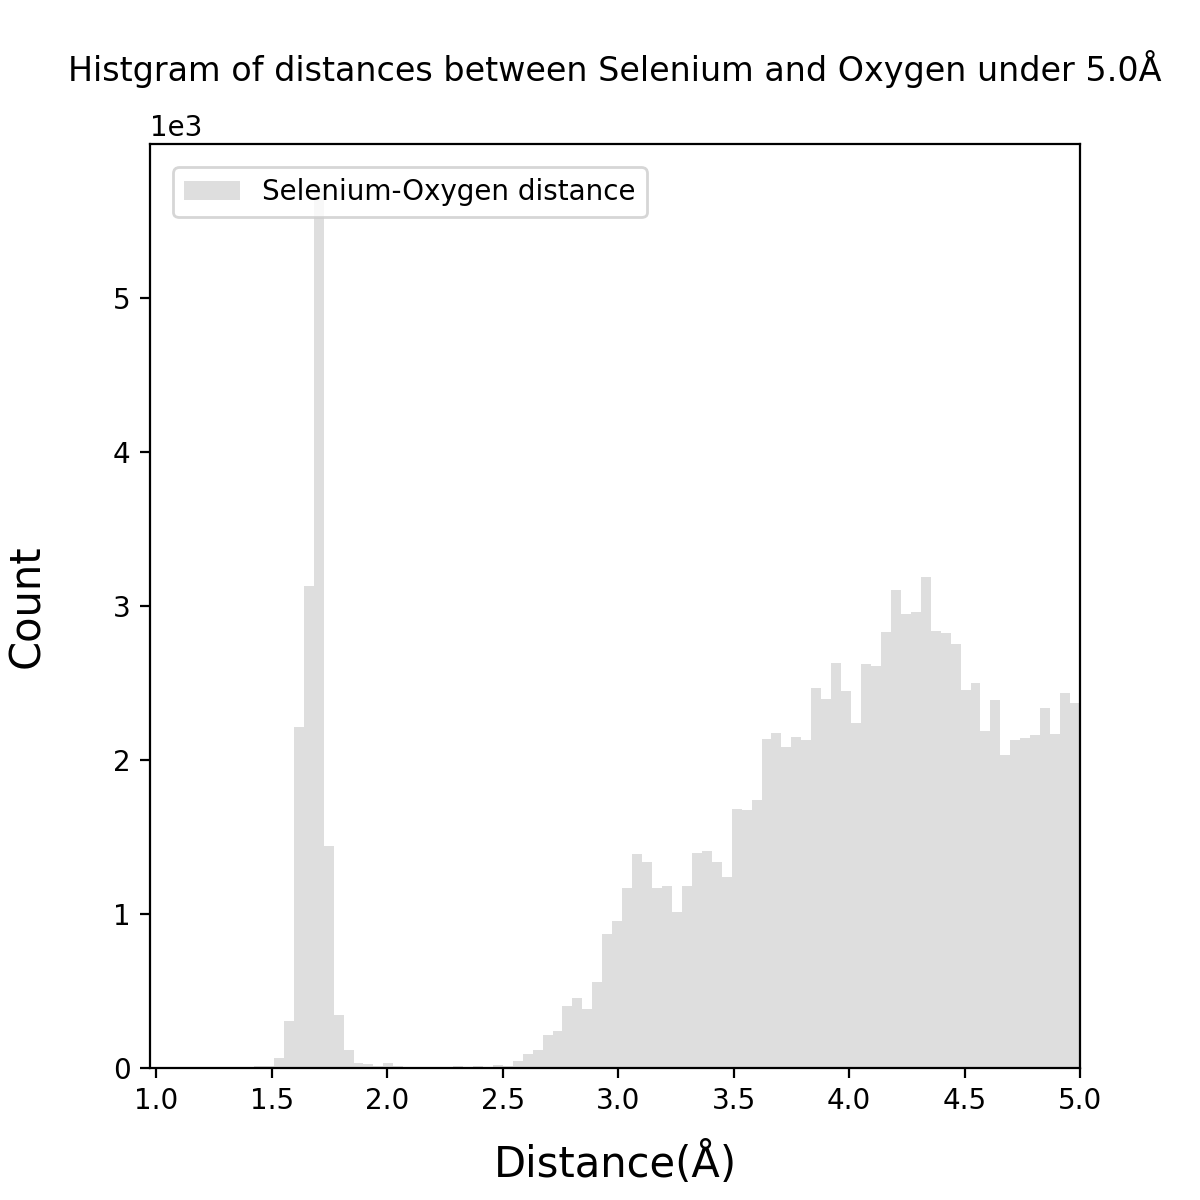 Histgram of distances between Selenium and Oxygen under 5.0Å
1e3
Selenium-Oxygen distance
5
4
3
2
1
0
Count
1.0 1.5 2.0 2.5 3.0 3.5 4.0 4.5 5.0
Distance(Å)